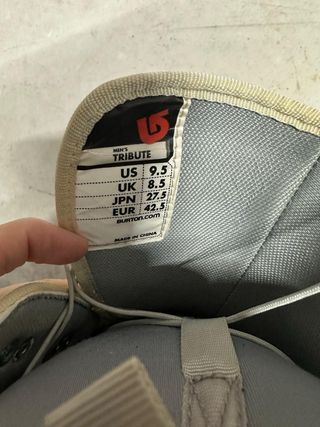 MEN'S
TRIBUTE
US 9.5
UK 8.5
JPN 27.5
EUR 42.5
BURTON.COM
MADE IN CHINA